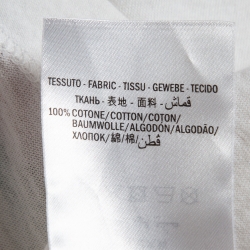 TESSUTO - FABRIC - TISSU - GEWEBE - TECIDO
ТКАНЬ - 表地 - 面料 - قماش
100% COTONE/COTTON/COTON/
BAUMWOLLE/ALGODÓN/ALGODÃO/
ХЛОПОК/綿/棉/قطن